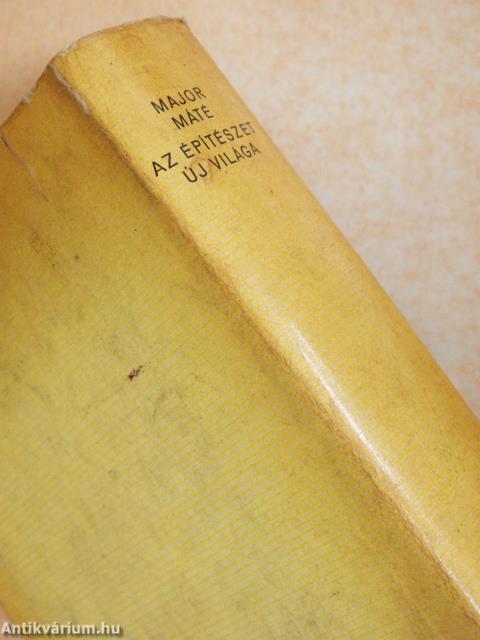 MAJOR
MÁTÉ
AZ ÉPÍTÉSZET
ÚJ VILÁGA
Antikvárium.hu